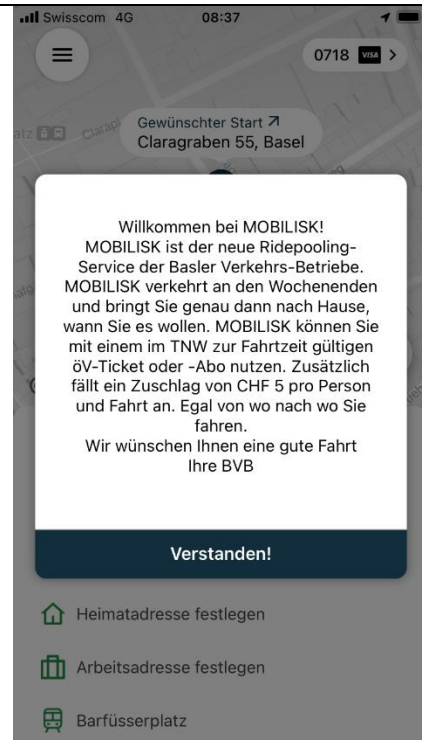 Swisscom 4G 08:37
0718 VISA >
Gewünschter Start ↗
Claragraben 55, Basel
Willkommen bei MOBILISK!
MOBILISK ist der neue Ridepooling-
Service der Basler Verkehrs-Betriebe.
MOBILISK verkehrt an den Wochenenden
und bringt Sie genau dann nach Hause,
wann Sie es wollen. MOBILISK können Sie
mit einem im TNW zur Fahrtzeit gültigen
öV-Ticket oder -Abo nutzen. Zusätzlich
fällt ein Zuschlag von CHF 5 pro Person
und Fahrt an. Egal von wo nach wo Sie
fahren.
Wir wünschen Ihnen eine gute Fahrt
Ihre BVB
Verstanden!
Heimatadresse festlegen
Arbeitsadresse festlegen
Barfüsserplatz